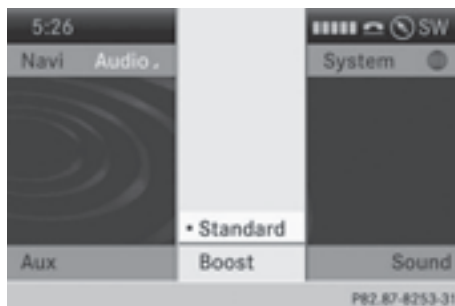 5:26 SW
Navi Audio System
• Standard
Aux Boost Sound
P82.87-8253-31